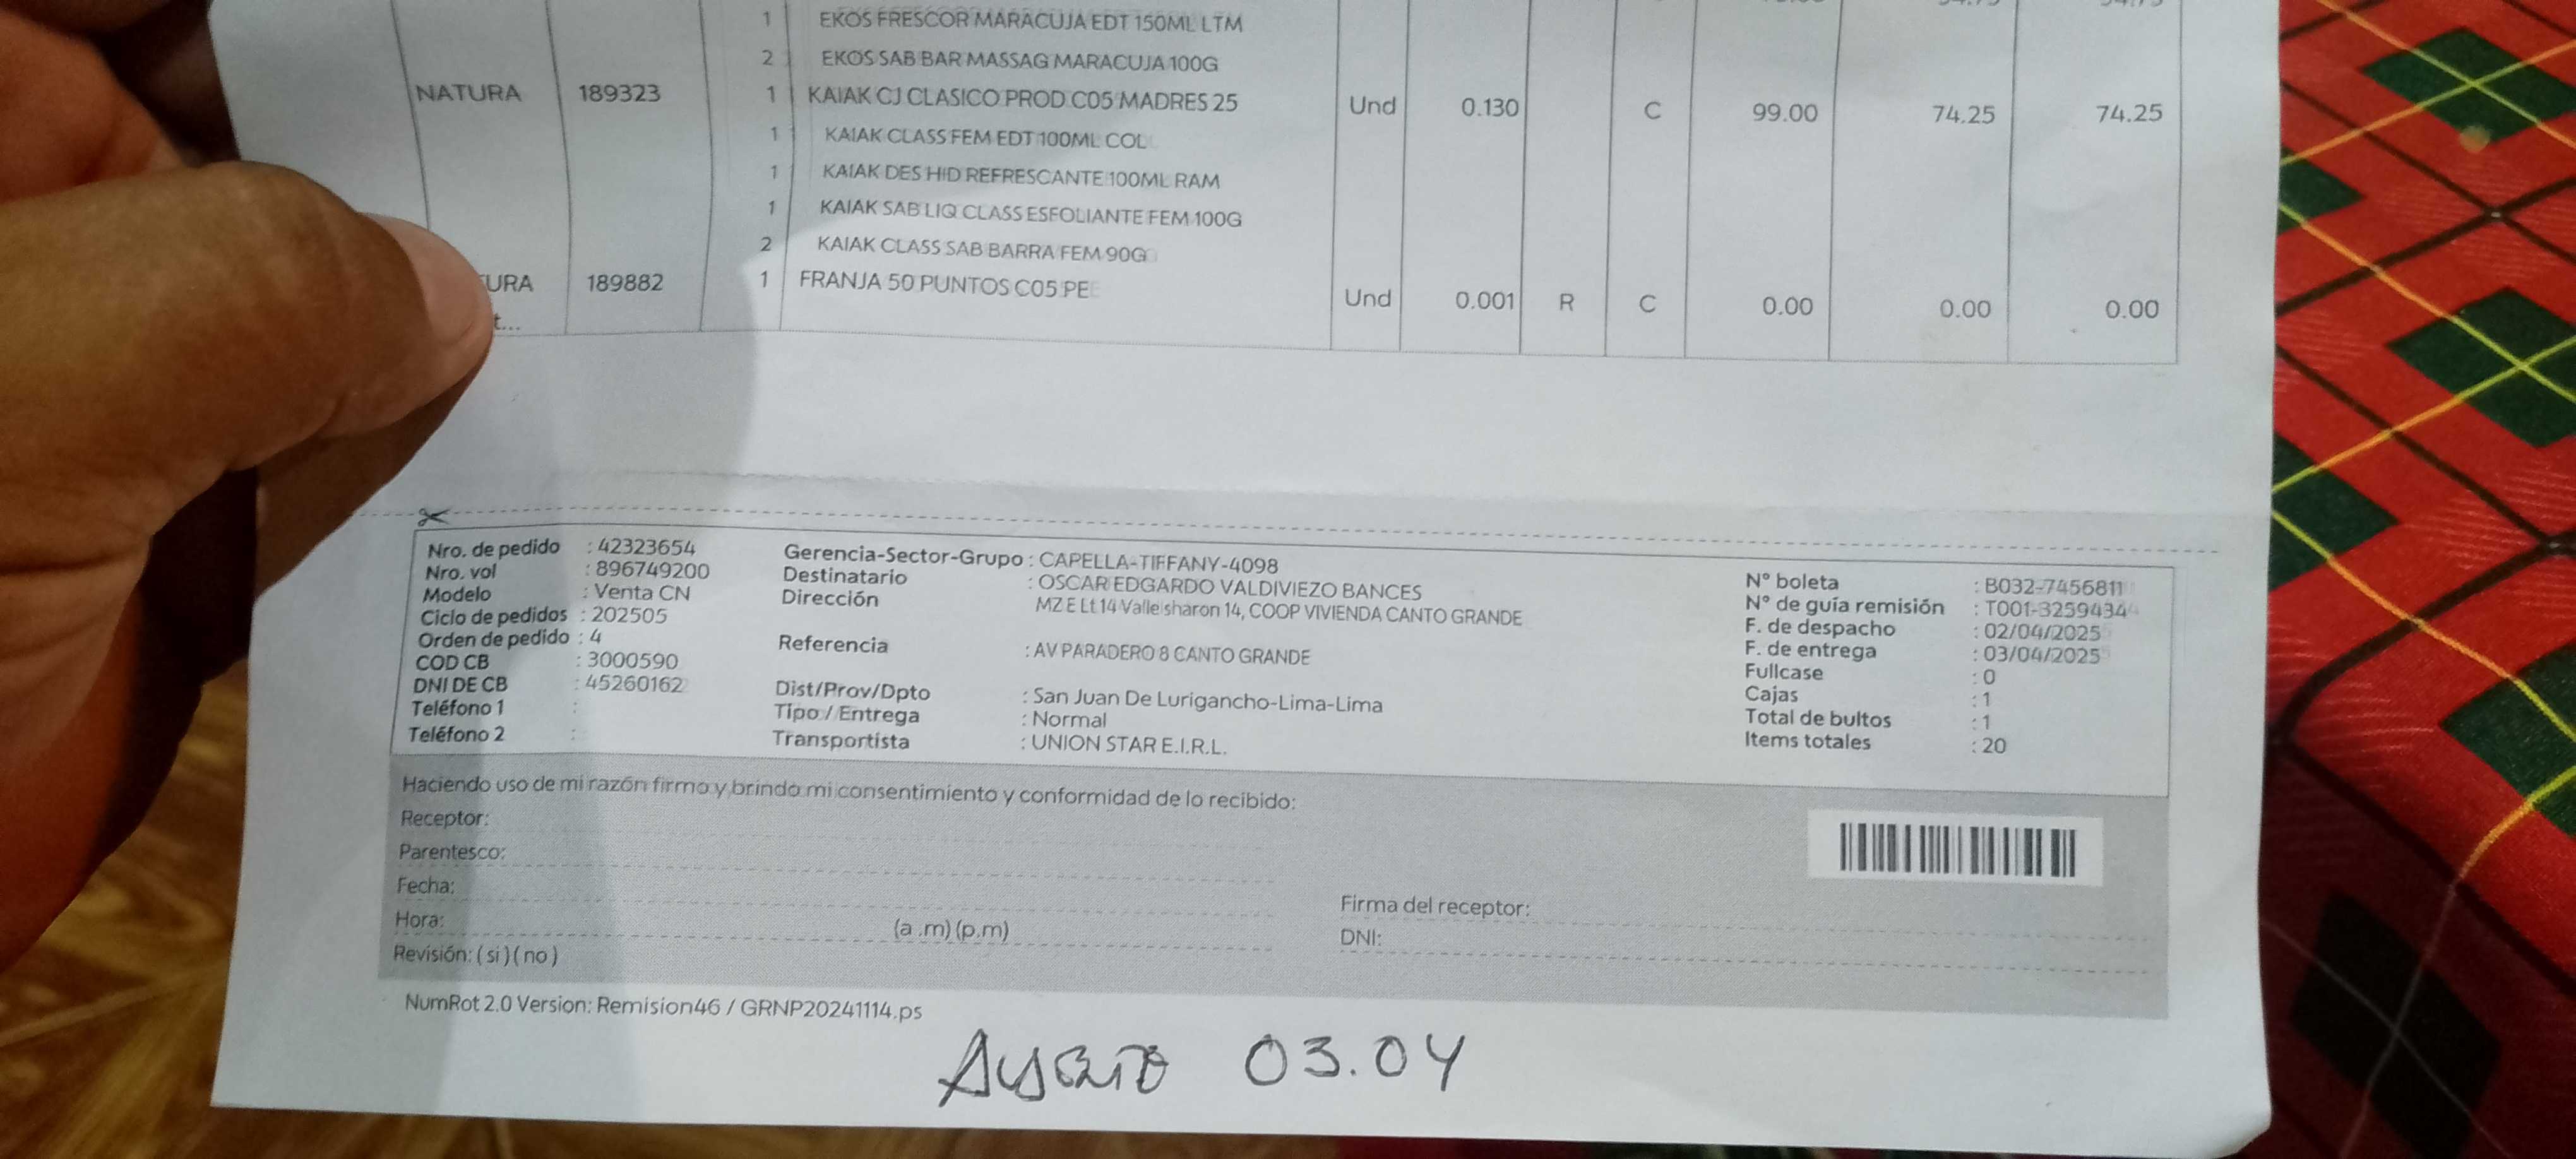 1 EKOS FRESCOR MARACUJA EDT 150ML LTM
2 EKOS SAB BAR MASSAG MARACUJA 100G
NATURA 189323 1 KAIAK CJ CLASICO PROD C05 MADRES 25 Und 0.130 C 99.00 74.25 74.25
1 KAIAK CLASS FEM EDT 100ML COL
1 KAIAK DES HID REFRESCANTE 100ML RAM
1 KAIAK SAB LIQ CLASS ESFOLIANTE FEM 100G
2 KAIAK CLASS SAB BARRA FEM 90G
URA 189882 1 FRANJA 50 PUNTOS C05 PE Und 0.001 R C 0.00 0.00 0.00
t...
Nro. de pedido : 42323654
Nro. vol : 896749200
Modelo : Venta CN
Ciclo de pedidos : 202505
Orden de pedido : 4
COD CB : 3000590
DNI DE CB : 45260162
Teléfono 1 :
Teléfono 2 :
Gerencia-Sector-Grupo : CAPELLA-TIFFANY-4098
Destinatario : OSCAR EDGARDO VALDIVIEZO BANCES
Dirección MZ E Lt 14 Valle sharon 14, COOP VIVIENDA CANTO GRANDE
Referencia : AV PARADERO 8 CANTO GRANDE
Dist/Prov/Dpto : San Juan De Lurigancho-Lima-Lima
Tipo / Entrega : Normal
Transportista : UNION STAR E.I.R.L.
N° boleta : B032-7456811
N° de guía remisión : T001-3259434
F. de despacho : 02/04/2025
F. de entrega : 03/04/2025
Fullcase : 0
Cajas : 1
Total de bultos : 1
Items totales : 20
Haciendo uso de mi razón firmo y brindo mi consentimiento y conformidad de lo recibido:
Receptor:
Parentesco:
Fecha:
Hora: (a .m) (p.m)
Revisión: ( si ) ( no )
Firma del receptor:
DNI:
NumRot 2.0 Version: Remision46 / GRNP20241114.ps
03.04